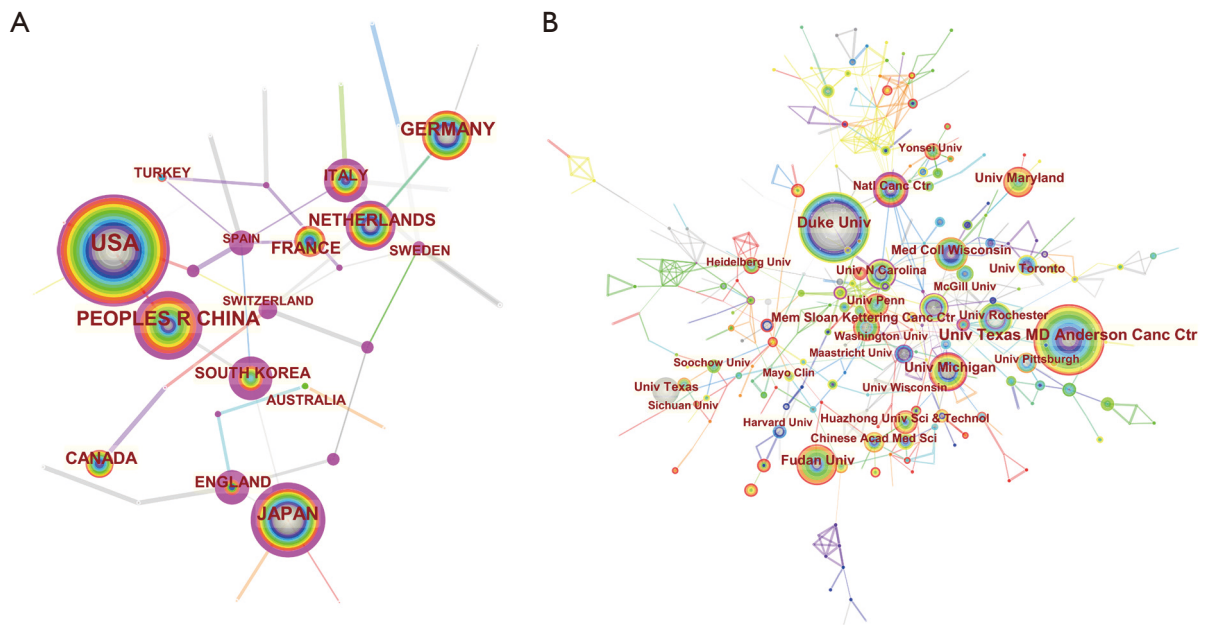 A
GERMANY
TURKEY
ITALY
NETHERLANDS
USA
SPAIN
FRANCE
SWEDEN
SWITZERLAND
PEOPLES R CHINA
SOUTH KOREA
AUSTRALIA
CANADA
ENGLAND
JAPAN
B
Yonsei Univ
Natl Canc Ctr
Univ Maryland
Duke Univ
Med Coll Wisconsin
Heidelberg Univ
Univ N Carolina
Univ Toronto
McGill Univ
Univ Penn
Mem Sloan Kettering Canc Ctr
Univ Rochester
Washington Univ
Univ Texas MD Anderson Canc Ctr
Maastricht Univ
Soochow Univ
Mayo Clin
Univ Michigan
Univ Pittsburgh
Univ Texas
Univ Wisconsin
Sichuan Univ
Harvard Univ
Huazhong Univ Sci & Technol
Chinese Acad Med Sci
Fudan Univ